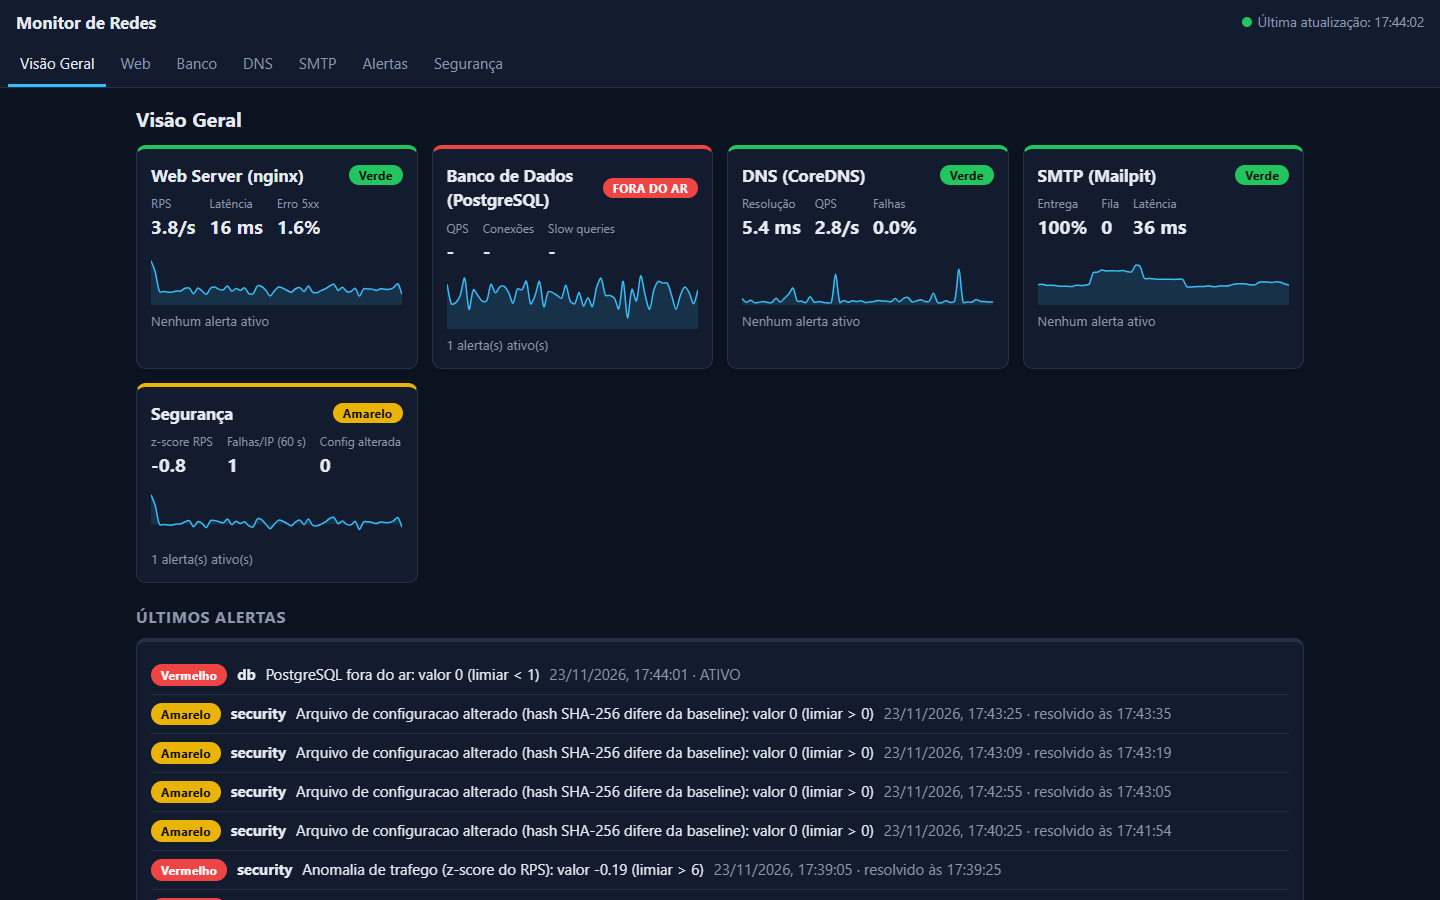 Monitor de Redes
Última atualização: 17:44:02
Visão Geral Web Banco DNS SMTP Alertas Segurança
Visão Geral
Web Server (nginx) Verde
RPS Latência Erro 5xx
3.8/s 16 ms 1.6%
Nenhum alerta ativo
Banco de Dados
(PostgreSQL)
FORA DO AR
QPS Conexões Slow queries
- - -
1 alerta(s) ativo(s)
DNS (CoreDNS) Verde
Resolução QPS Falhas
5.4 ms 2.8/s 0.0%
Nenhum alerta ativo
SMTP (Mailpit) Verde
Entrega Fila Latência
100% 0 36 ms
Nenhum alerta ativo
Segurança Amarelo
z-score RPS Falhas/IP (60 s) Config alterada
-0.8 1 0
1 alerta(s) ativo(s)
ÚLTIMOS ALERTAS
Vermelho db PostgreSQL fora do ar: valor 0 (limiar < 1) 23/11/2026, 17:44:01 · ATIVO
Amarelo security Arquivo de configuracao alterado (hash SHA-256 difere da baseline): valor 0 (limiar > 0) 23/11/2026, 17:43:25 · resolvido às 17:43:35
Amarelo security Arquivo de configuracao alterado (hash SHA-256 difere da baseline): valor 0 (limiar > 0) 23/11/2026, 17:43:09 · resolvido às 17:43:19
Amarelo security Arquivo de configuracao alterado (hash SHA-256 difere da baseline): valor 0 (limiar > 0) 23/11/2026, 17:42:55 · resolvido às 17:43:05
Amarelo security Arquivo de configuracao alterado (hash SHA-256 difere da baseline): valor 0 (limiar > 0) 23/11/2026, 17:40:25 · resolvido às 17:41:54
Vermelho security Anomalia de trafego (z-score do RPS): valor -0.19 (limiar > 6) 23/11/2026, 17:39:05 · resolvido às 17:39:25